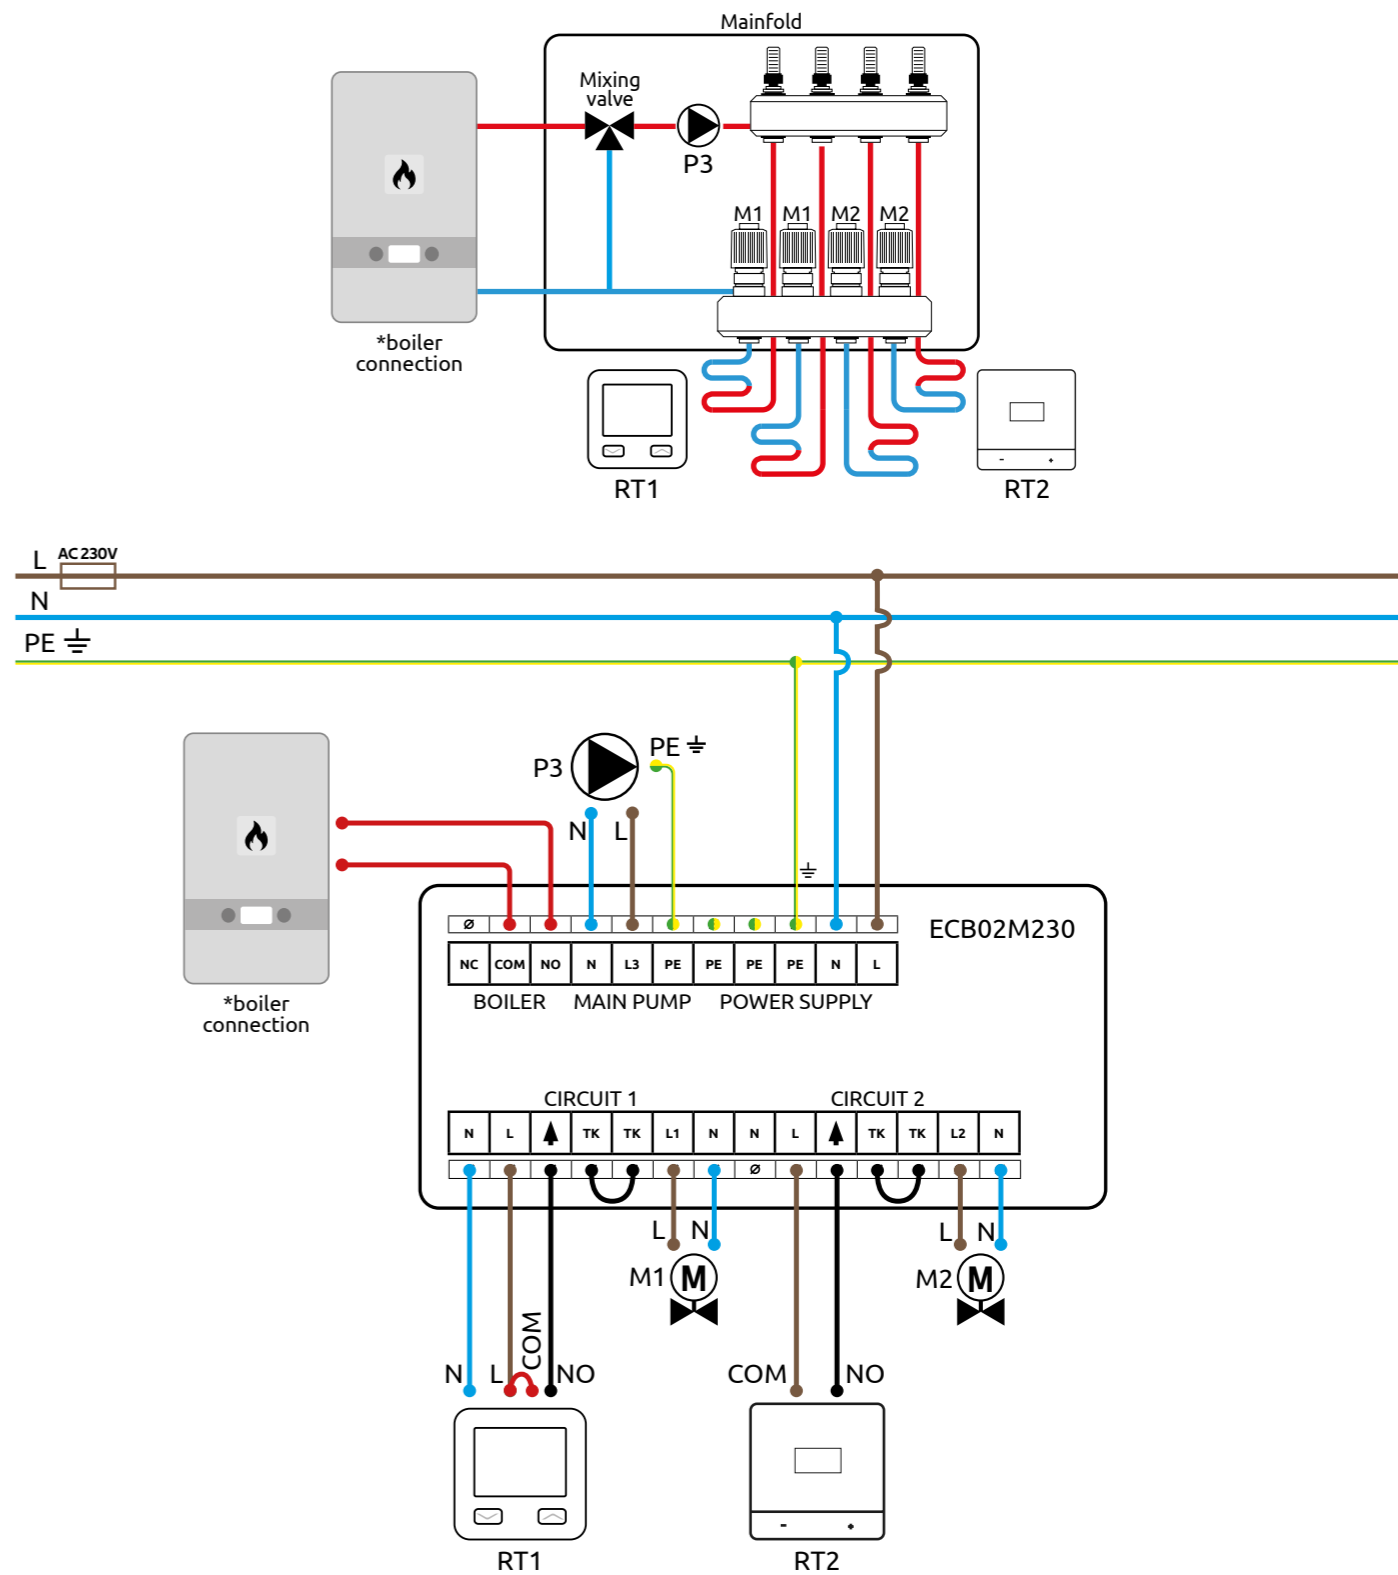 Mainfold
Mixing
valve
P3
M1 M1 M2 M2
*boiler
connection
RT1
RT2
L AC 230V
N
PE
P3
PE
N L
*boiler
connection
ECB02M230
Ø
NC COM NO N L3 PE PE PE PE N L
BOILER MAIN PUMP POWER SUPPLY
CIRCUIT 1 CIRCUIT 2
N L TK TK L1 N N L TK TK L2 N
Ø
L N L N
M1 M M2 M
N L COM NO COM NO
- +
RT1 RT2